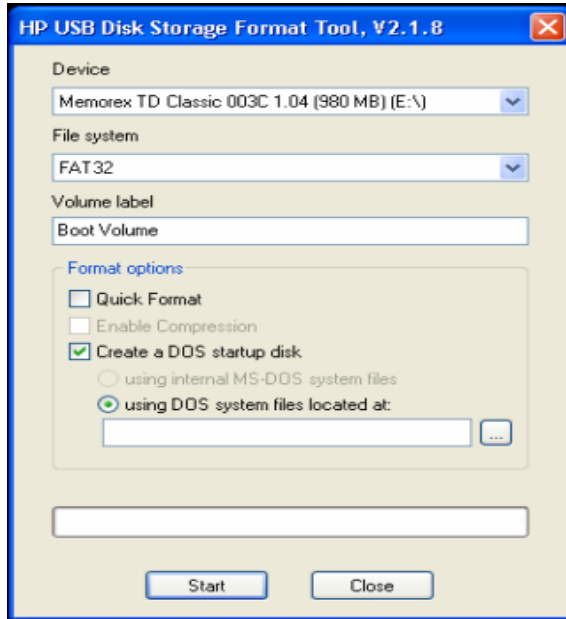 HP USB Disk Storage Format Tool, V2.1.8
Device
Memorex TD Classic 003C 1.04 (980 MB) (E:\)
File system
FAT32
Volume label
Boot Volume
Format options
Quick Format
Enable Compression
Create a DOS startup disk
using internal MS-DOS system files
using DOS system files located at:
...
Start
Close